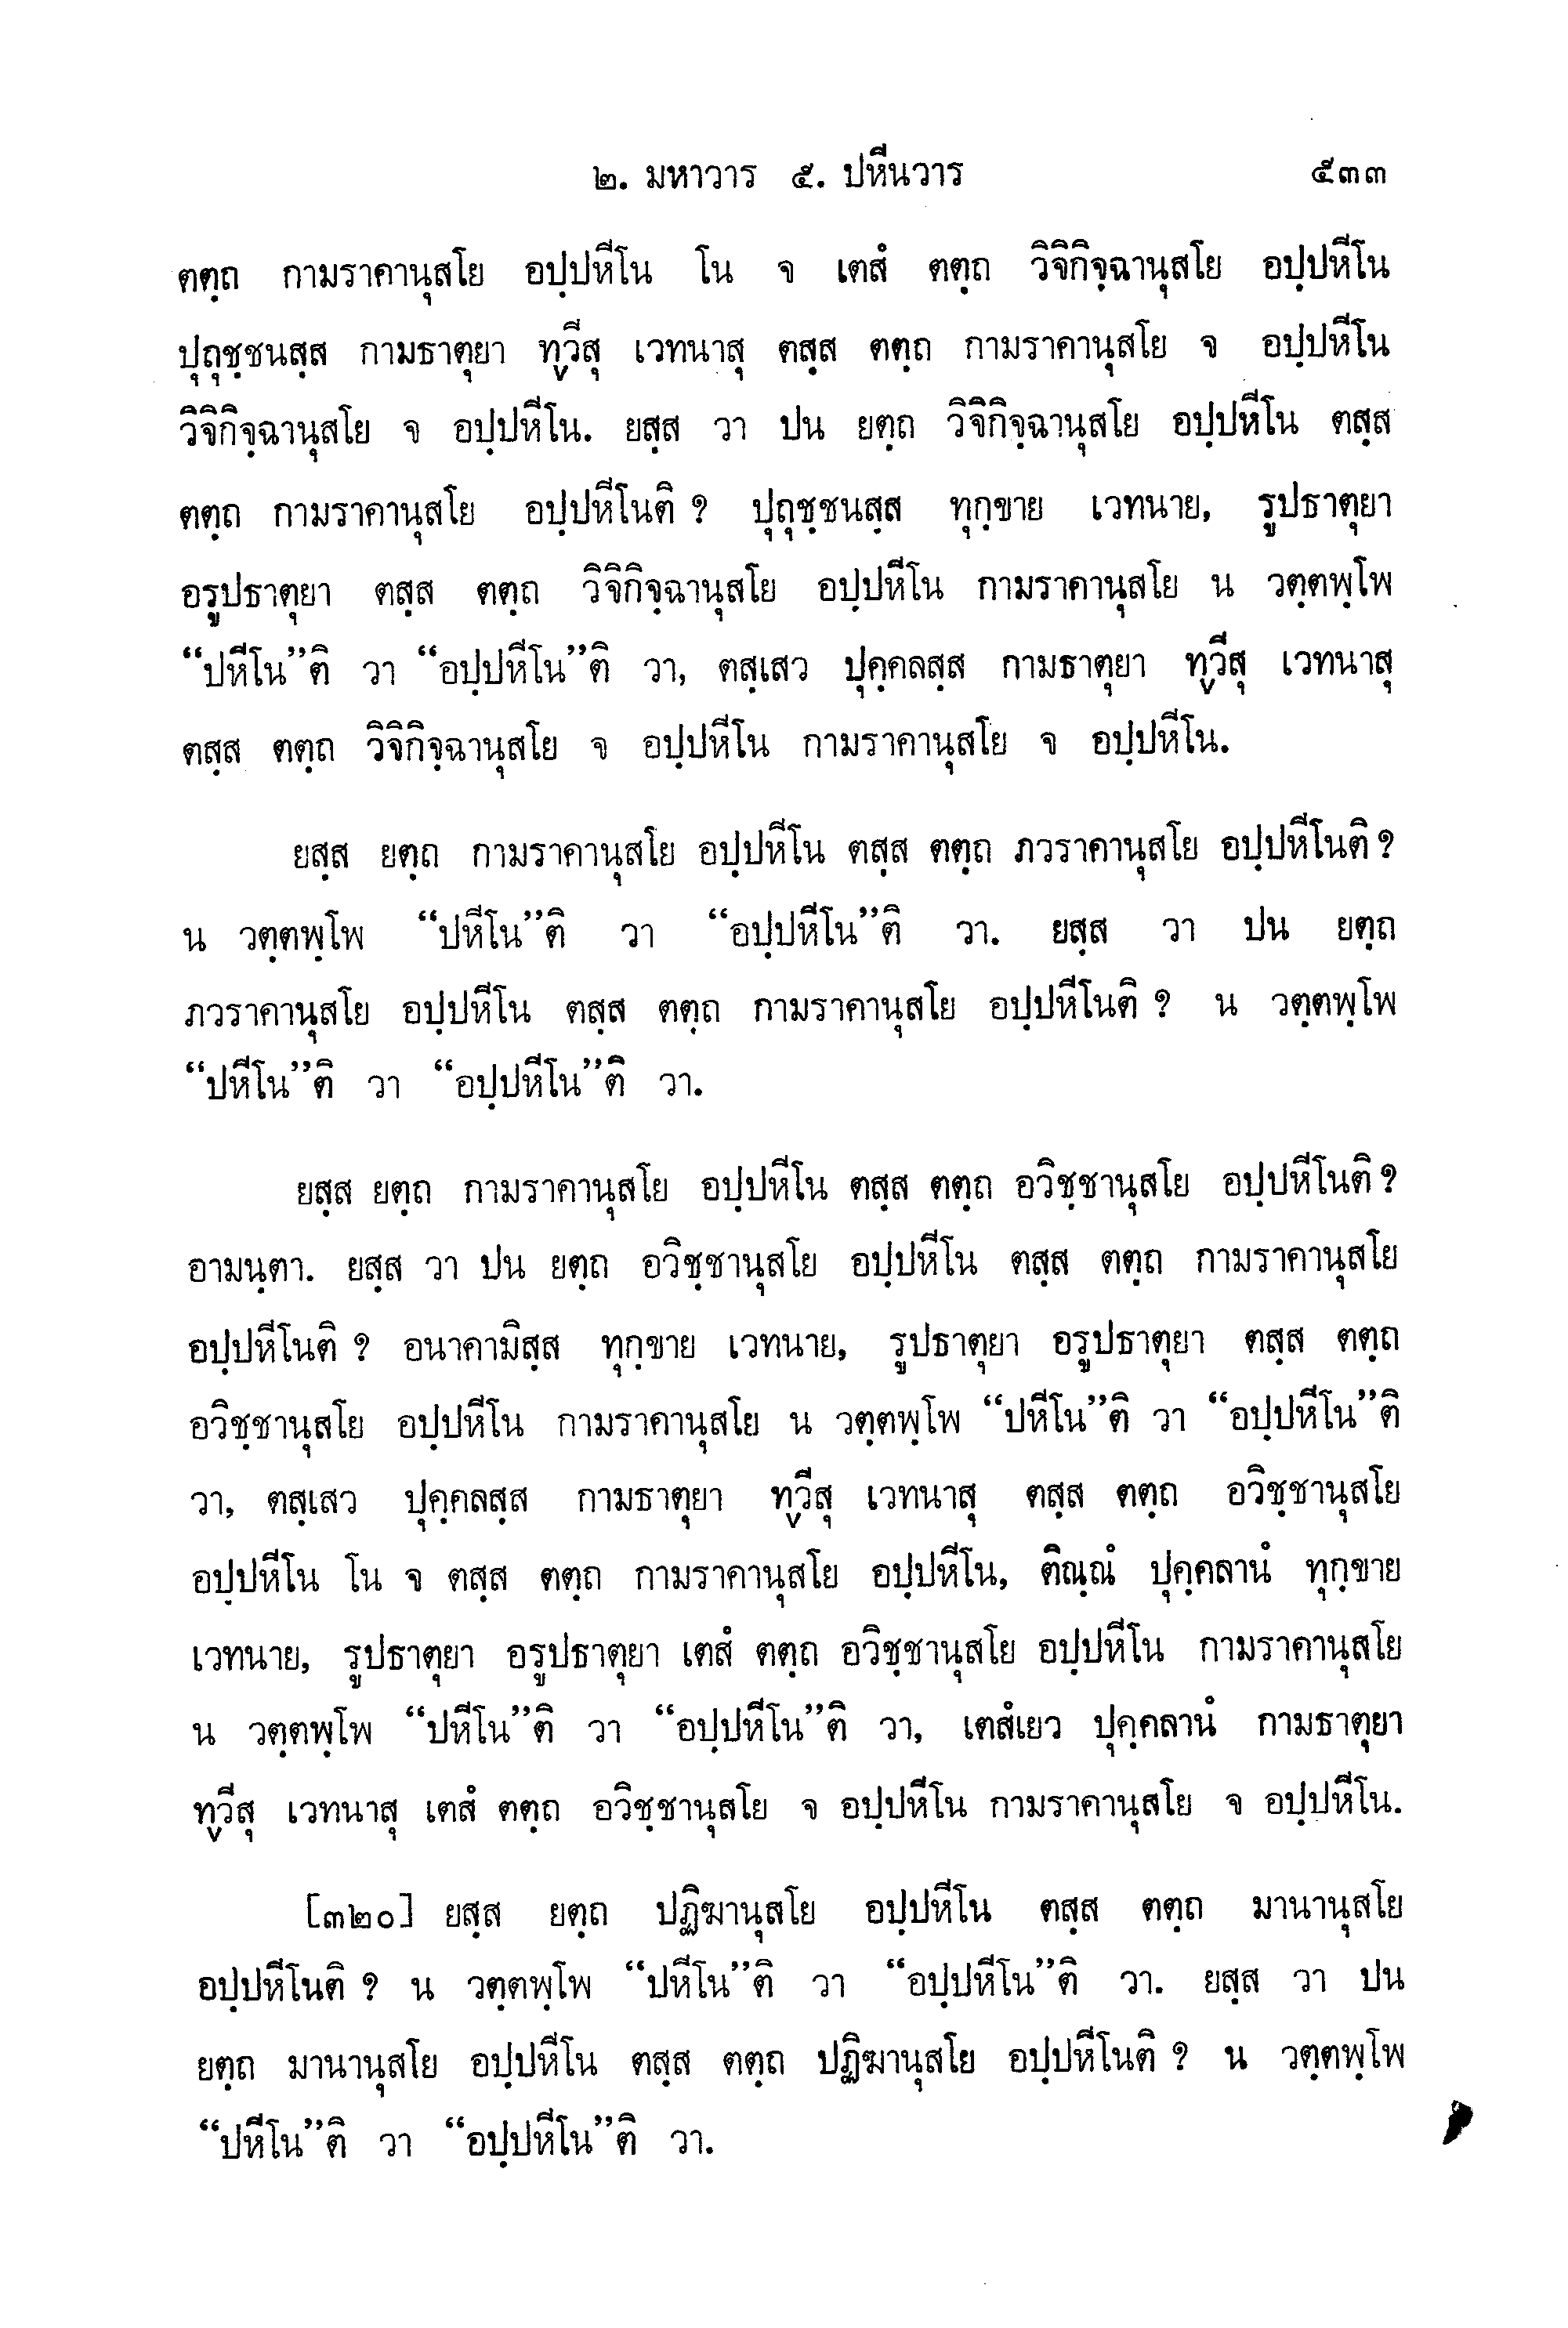 ๒. มหาวาร ๕. ปหีนวาร ๕๓๓
ตตฺถ กามราคานุสโย อปฺปหีโน โน จ เตสํ ตตฺถ วิจิกิจฺฉานุสโย อปฺปหีโน
ปุถุชฺชนสฺส กามธาตุยา ทฺวีสุ เวทนาสุ ตสฺส ตตฺถ กามราคานุสโย จ อปฺปหีโน
วิจิกิจฺฉานุสโย จ อปฺปหีโน. ยสฺส วา ปน ยตฺถ วิจิกิจฺฉานุสโย อปฺปหีโน ตสฺส
ตตฺถ กามราคานุสโย อปฺปหีโนติ ? ปุถุชฺชนสฺส ทุกฺขาย เวทนาย, รูปธาตุยา
อรูปธาตุยา ตสฺส ตตฺถ วิจิกิจฺฉานุสโย อปฺปหีโน กามราคานุสโย น วตฺตพฺโพ
“ปหีโน”ติ วา “อปฺปหีโน”ติ วา, ตสฺเสว ปุคฺคลสฺส กามธาตุยา ทฺวีสุ เวทนาสุ
ตสฺส ตตฺถ วิจิกิจฺฉานุสโย จ อปฺปหีโน กามราคานุสโย จ อปฺปหีโน.
ยสฺส ยตฺถ กามราคานุสโย อปฺปหีโน ตสฺส ตตฺถ ภวราคานุสโย อปฺปหีโนติ ?
น วตฺตพฺโพ “ปหีโน”ติ วา “อปฺปหีโน”ติ วา. ยสฺส วา ปน ยตฺถ
ภวราคานุสโย อปฺปหีโน ตสฺส ตตฺถ กามราคานุสโย อปฺปหีโนติ ? น วตฺตพฺโพ
“ปหีโน”ติ วา “อปฺปหีโน”ติ วา.
ยสฺส ยตฺถ กามราคานุสโย อปฺปหีโน ตสฺส ตตฺถ อวิชฺชานุสโย อปฺปหีโนติ ?
อามนฺตา. ยสฺส วา ปน ยตฺถ อวิชฺชานุสโย อปฺปหีโน ตสฺส ตตฺถ กามราคานุสโย
อปฺปหีโนติ ? อนาคามิสฺส ทุกฺขาย เวทนาย, รูปธาตุยา อรูปธาตุยา ตสฺส ตตฺถ
อวิชฺชานุสโย อปฺปหีโน กามราคานุสโย น วตฺตพฺโพ “ปหีโน”ติ วา “อปฺปหีโน”ติ
วา, ตสฺเสว ปุคฺคลสฺส กามธาตุยา ทฺวีสุ เวทนาสุ ตสฺส ตตฺถ อวิชฺชานุสโย
อปฺปหีโน โน จ ตสฺส ตตฺถ กามราคานุสโย อปฺปหีโน, ติณฺณํ ปุคฺคลานํ ทุกฺขาย
เวทนาย, รูปธาตุยา อรูปธาตุยา เตสํ ตตฺถ อวิชฺชานุสโย อปฺปหีโน กามราคานุสโย
น วตฺตพฺโพ “ปหีโน”ติ วา “อปฺปหีโน”ติ วา, เตสํเยว ปุคฺคลานํ กามธาตุยา
ทฺวีสุ เวทนาสุ เตสํ ตตฺถ อวิชฺชานุสโย จ อปฺปหีโน กามราคานุสโย จ อปฺปหีโน.
[๓๒๐] ยสฺส ยตฺถ ปฏิฆานุสโย อปฺปหีโน ตสฺส ตตฺถ มานานุสโย
อปฺปหีโนติ ? น วตฺตพฺโพ “ปหีโน”ติ วา “อปฺปหีโน”ติ วา. ยสฺส วา ปน
ยตฺถ มานานุสโย อปฺปหีโน ตสฺส ตตฺถ ปฏิฆานุสโย อปฺปหีโนติ ? น วตฺตพฺโพ
“ปหีโน”ติ วา “อปฺปหีโน”ติ วา.